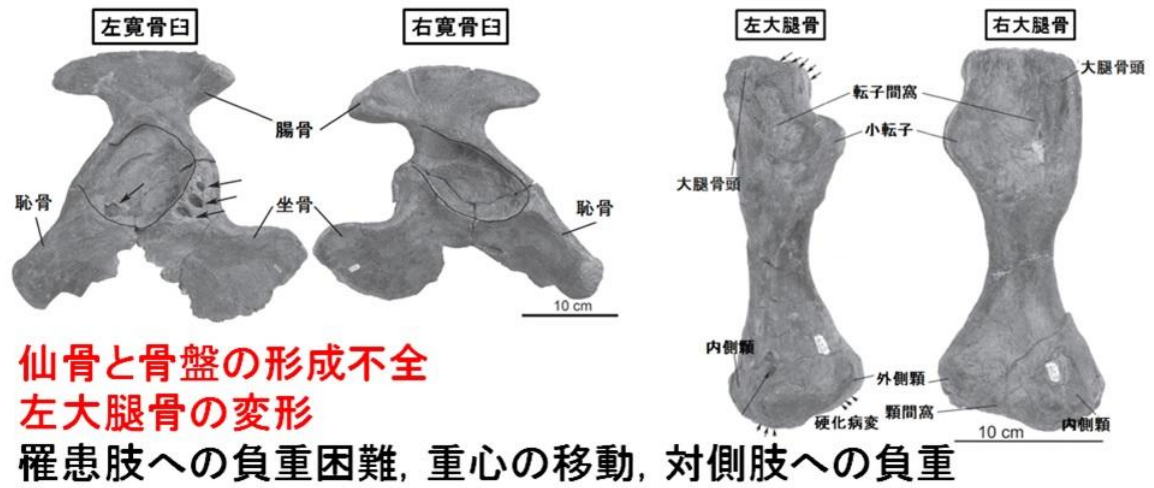 左寛骨臼
右寛骨臼
腸骨
恥骨
坐骨
恥骨
10 cm
左大腿骨
右大腿骨
大腿骨頭
転子間窩
小転子
大腿骨頭
内側顆
外側顆
顆間窩
硬化病変
内側顆
10 cm
仙骨と骨盤の形成不全
左大腿骨の変形
罹患肢への負重困難, 重心の移動, 対側肢への負重